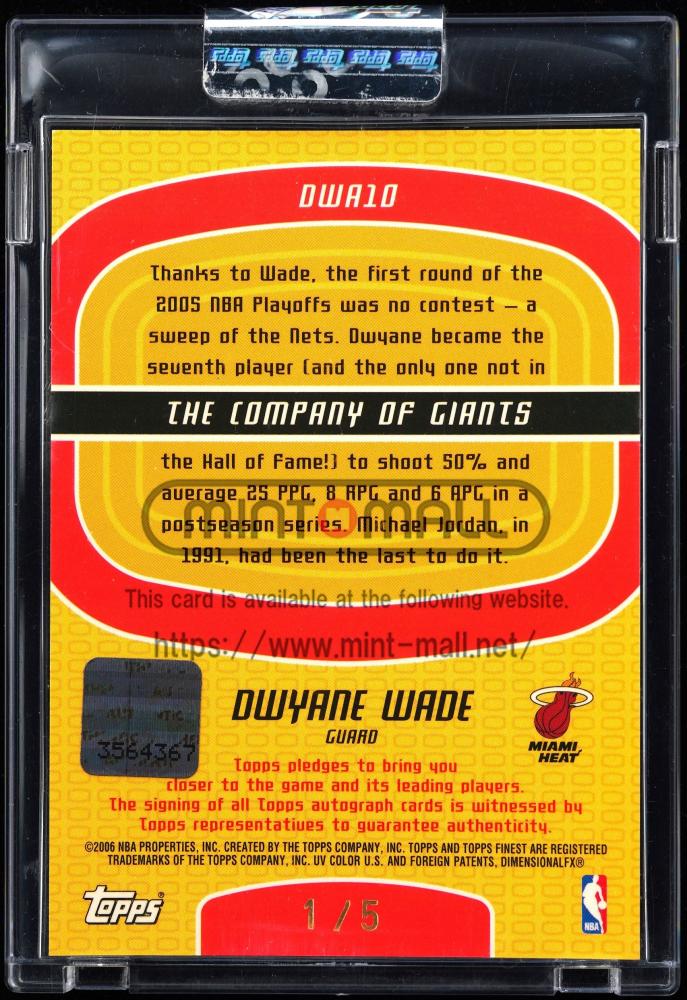 Topps Topps Topps Topps Topps
DWA10
Thanks to Wade, the first round of the
2005 NBA Playoffs was no contest — a
sweep of the Nets. Dwyane became the
seventh player (and the only one not in
THE COMPANY OF GIANTS
the Hall of Fame!) to shoot 50% and
average 25 PPG, 8 RPG and 6 APG in a
MINT MALL
postseason series. Michael Jordan, in
1991, had been the last to do it.
This card is available at the following website.
https://www.mint-mall.net/
DWYANE WADE
GUARD
3564367
MIAMI
HEAT
Topps pledges to bring you
closer to the game and its leading players.
The signing of all Topps autograph cards is witnessed by
Topps representatives to guarantee authenticity.
©2006 NBA PROPERTIES, INC. CREATED BY THE TOPPS COMPANY, INC. TOPPS AND TOPPS FINEST ARE REGISTERED
TRADEMARKS OF THE TOPPS COMPANY, INC. UV COLOR U.S. AND FOREIGN PATENTS, DIMENSIONALFX®
Topps®
1 / 5
NBA